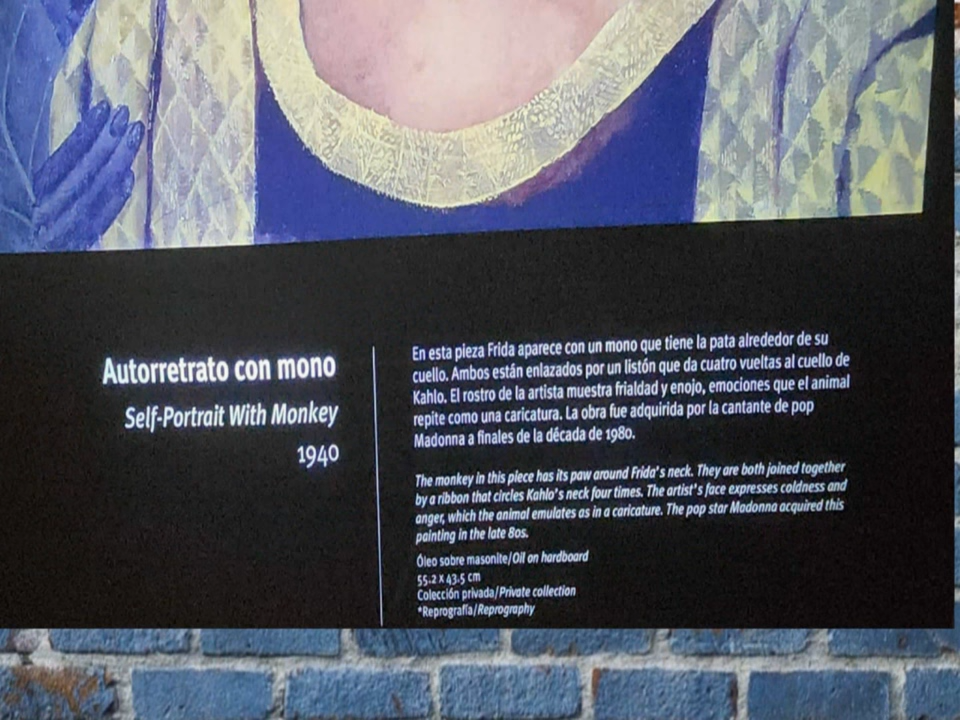 Autorretrato con mono
Self-Portrait With Monkey
1940
En esta pieza Frida aparece con un mono que tiene la pata alrededor de su
cuello. Ambos están enlazados por un listón que da cuatro vueltas al cuello de
Kahlo. El rostro de la artista muestra frialdad y enojo, emociones que el animal
repite como una caricatura. La obra fue adquirida por la cantante de pop
Madonna a finales de la década de 1980.
The monkey in this piece has its paw around Frida's neck. They are both joined together
by a ribbon that circles Kahlo's neck four times. The artist's face expresses coldness and
anger, which the animal emulates as in a caricature. The pop star Madonna acquired this
painting in the late 80s.
Óleo sobre masonite/Oil on hardboard
55.2 x 43.5 cm
Colección privada/Private collection
*Reprografía/Reprography